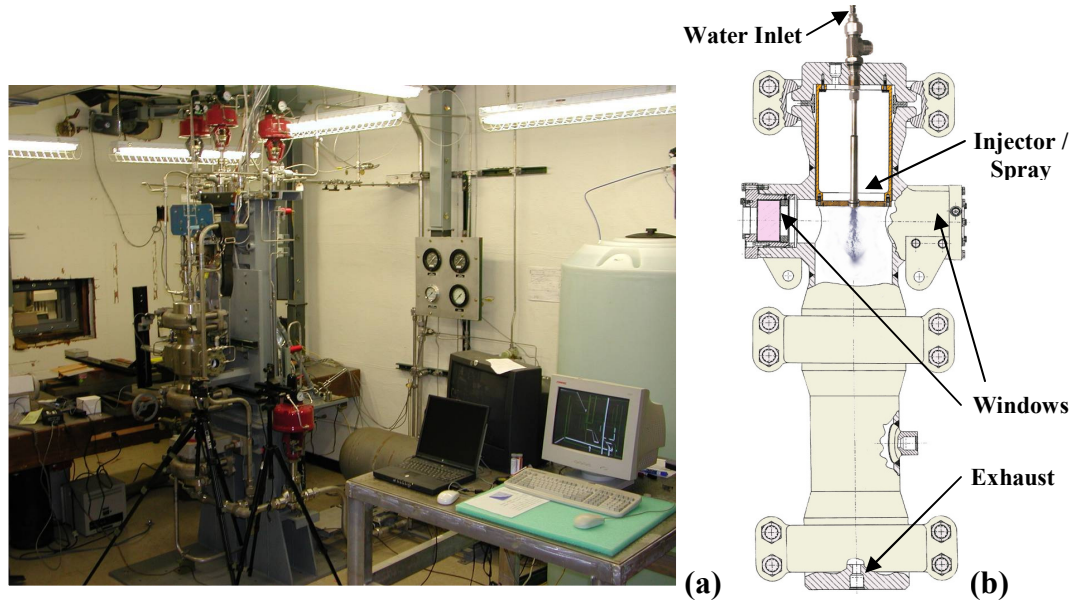 Water Inlet
Injector /
Spray
Windows
Exhaust
(a)
(b)